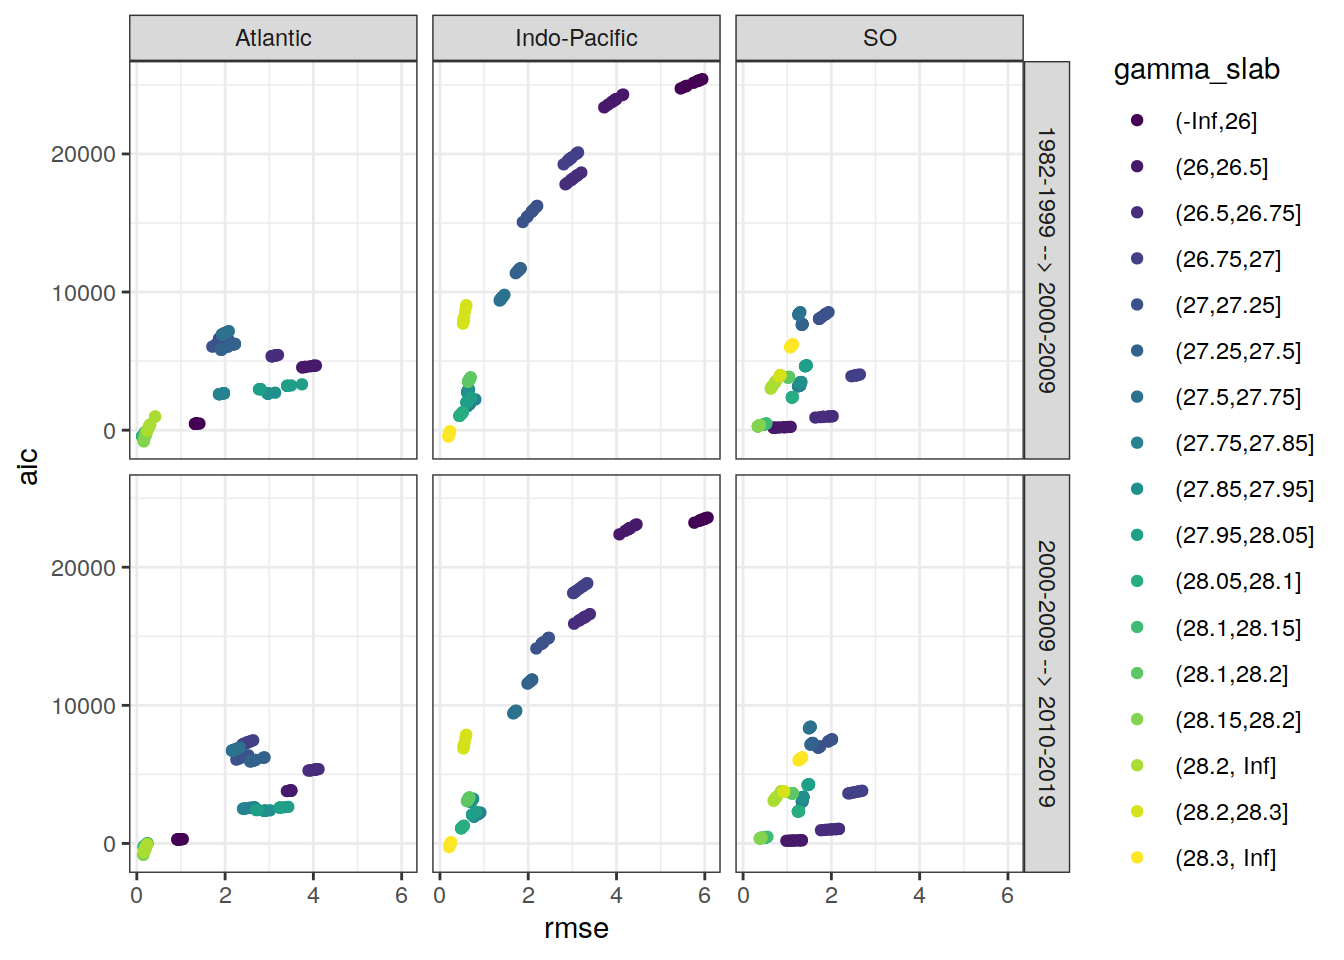 Atlantic
Indo-Pacific
SO
gamma_slab
(-Inf,26]
(26,26.5]
(26.5,26.75]
(26.75,27]
(27,27.25]
(27.25,27.5]
(27.5,27.75]
(27.75,27.85]
(27.85,27.95]
(27.95,28.05]
(28.05,28.1]
(28.1,28.15]
(28.1,28.2]
(28.15,28.2]
(28.2, Inf]
(28.2,28.3]
(28.3, Inf]
1982-1999 --> 2000-2009
2000-2009 --> 2010-2019
aic
20000
10000
0
20000
10000
0
0 2 4 6
0 2 4 6
0 2 4 6
rmse